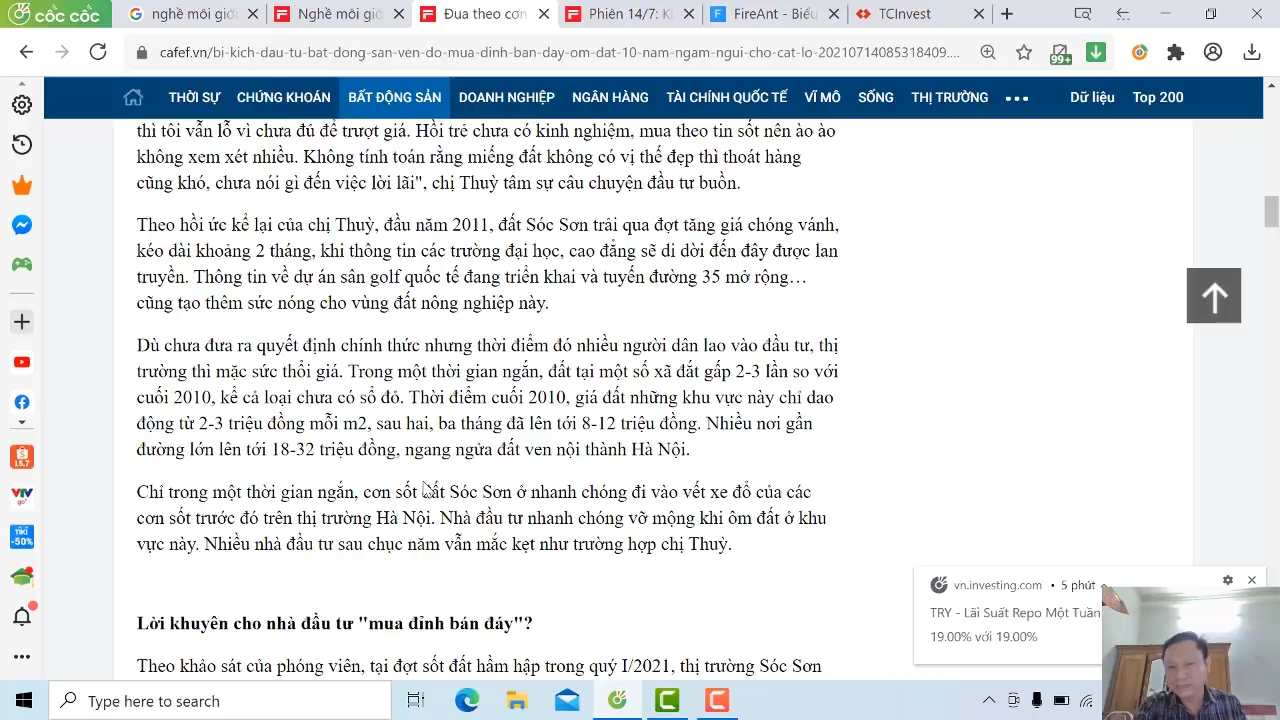 nghề môi giới
Nghề môi giớ
Đua theo cơn
Phiên 14/7: K
FireAnt - Biểu
TCInvest
cafef.vn/bi-kich-dau-tu-bat-dong-san-ven-do-mua-dinh-ban-day-om-dat-10-nam-ngam-ngui-cho-cat-lo-20210714085318409....
99+
THỜI SỰ CHỨNG KHOÁN BẤT ĐỘNG SẢN DOANH NGHIỆP NGÂN HÀNG TÀI CHÍNH QUỐC TẾ VĨ MÔ SỐNG THỊ TRƯỜNG Dữ liệu Top 200
thì tôi vẫn lỗ vì chưa đủ để trượt giá. Hồi trẻ chưa có kinh nghiệm, mua theo tin sốt nên ào ào
không xem xét nhiều. Không tính toán rằng miếng đất không có vị thế đẹp thì thoát hàng
cũng khó, chưa nói gì đến việc lời lãi", chị Thuỳ tâm sự câu chuyện đầu tư buồn.
Theo hồi ức kể lại của chị Thuỳ, đầu năm 2011, đất Sóc Sơn trải qua đợt tăng giá chóng vánh,
kéo dài khoảng 2 tháng, khi thông tin các trường đại học, cao đẳng sẽ di dời đến đây được lan
truyền. Thông tin về dự án sân golf quốc tế đang triển khai và tuyến đường 35 mở rộng…
cũng tạo thêm sức nóng cho vùng đất nông nghiệp này.
Dù chưa đưa ra quyết định chính thức nhưng thời điểm đó nhiều người dân lao vào đầu tư, thị
trường thì mặc sức thổi giá. Trong một thời gian ngắn, đất tại một số xã đắt gấp 2-3 lần so với
cuối 2010, kể cả loại chưa có sổ đỏ. Thời điểm cuối 2010, giá đất những khu vực này chỉ dao
động từ 2-3 triệu đồng mỗi m2, sau hai, ba tháng đã lên tới 8-12 triệu đồng. Nhiều nơi gần
đường lớn lên tới 18-32 triệu đồng, ngang ngửa đất ven nội thành Hà Nội.
Chỉ trong một thời gian ngắn, cơn sốt đất Sóc Sơn ở nhanh chóng đi vào vết xe đổ của các
cơn sốt trước đó trên thị trường Hà Nội. Nhà đầu tư nhanh chóng vỡ mộng khi ôm đất ở khu
vực này. Nhiều nhà đầu tư sau chục năm vẫn mắc kẹt như trường hợp chị Thuỳ.
Lời khuyên cho nhà đầu tư "mua đỉnh bán đáy"?
Theo khảo sát của phóng viên, tại đợt sốt đất hầm hập trong quý I/2021, thị trường Sóc Sơn
vn.investing.com • 5 phút
TRY - Lãi Suất Repo Một Tuần
19.00% với 19.00%
15.7
VTV
go
TIKI
-50%
Type here to search